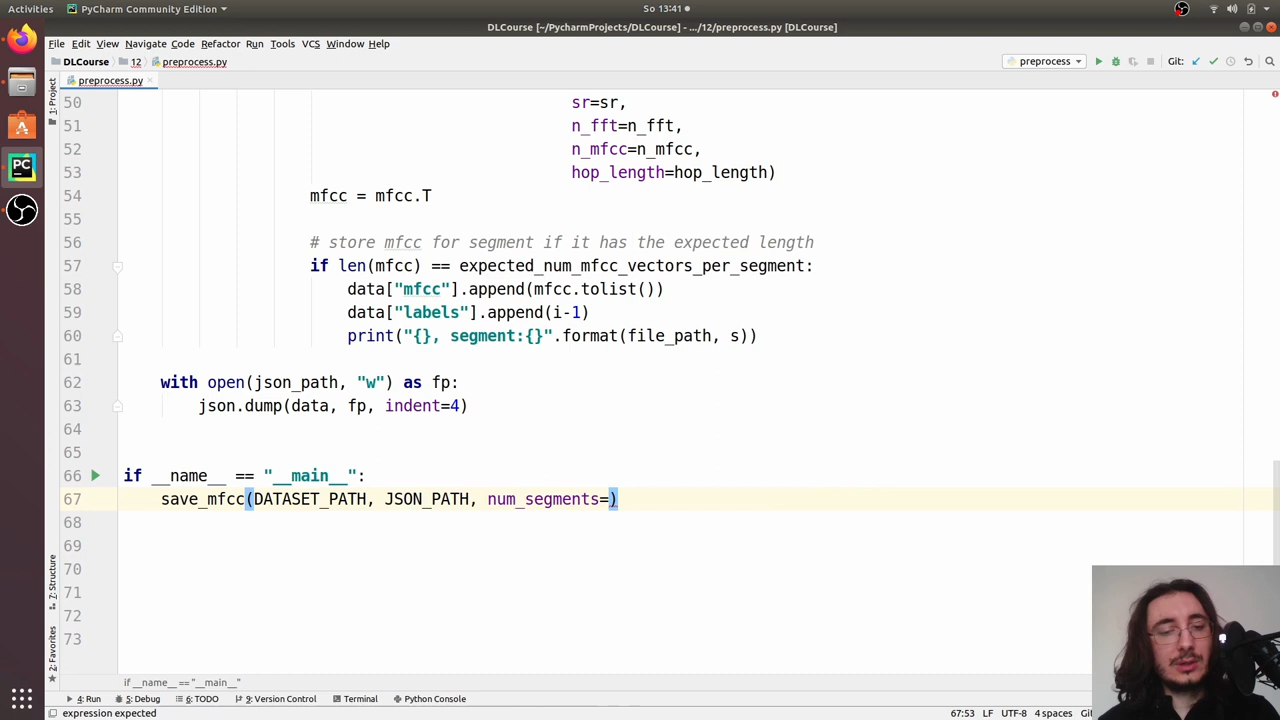 Activities PyCharm Community Edition So 13:41
DLCourse [~/PycharmProjects/DLCourse] - .../12/preprocess.py [DLCourse]
File Edit View Navigate Code Refactor Run Tools VCS Window Help
DLCourse 12 preprocess.py preprocess Git:
1: Project preprocess.py
50 sr=sr,
51 n_fft=n_fft,
52 n_mfcc=n_mfcc,
53 hop_length=hop_length)
54 mfcc = mfcc.T
55
56 # store mfcc for segment if it has the expected length
57 if len(mfcc) == expected_num_mfcc_vectors_per_segment:
58 data["mfcc"].append(mfcc.tolist())
59 data["labels"].append(i-1)
60 print("{}, segment:{}".format(file_path, s))
61
62 with open(json_path, "w") as fp:
63 json.dump(data, fp, indent=4)
64
65
66 if __name__ == "__main__":
67 save_mfcc(DATASET_PATH, JSON_PATH, num_segments=)
68
69
70
71
72
73
7: Structure
2: Favorites
if __name__ == "__main__"
4: Run 5: Debug 6: TODO 9: Version Control Terminal Python Console
expression expected 67:53 LF UTF-8 4 spaces Git